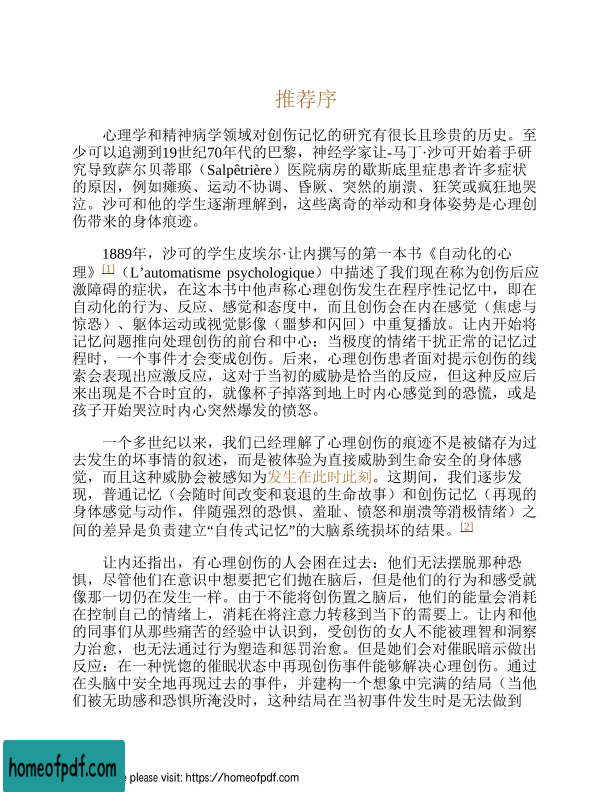 推荐序
心理学和精神病学领域对创伤记忆的研究有很长且珍贵的历史。至
少可以追溯到19世纪70年代的巴黎，神经学家让-马丁·沙可开始着手研
究导致萨尔贝蒂耶（Salpêtrière）医院病房的歇斯底里症患者许多症状
的原因，例如瘫痪、运动不协调、昏厥、突然的崩溃、狂笑或疯狂地哭
泣。沙可和他的学生逐渐理解到，这些离奇的举动和身体姿势是心理创
伤带来的身体痕迹。
1889年，沙可的学生皮埃尔·让内撰写的第一本书《自动化的心
理》[1]（L’automatisme psychologique）中描述了我们现在称为创伤后应
激障碍的症状，在这本书中他声称心理创伤发生在程序性记忆中，即在
自动化的行为、反应、感觉和态度中，而且创伤会在内在感觉（焦虑与
惊恐）、躯体运动或视觉影像（噩梦和闪回）中重复播放。让内开始将
记忆问题推向处理创伤的前台和中心：当极度的情绪干扰正常的记忆过
程时，一个事件才会变成创伤。后来，心理创伤患者面对提示创伤的线
索会表现出应激反应，这对于当初的威胁是恰当的反应，但这种反应后
来出现是不合时宜的，就像杯子掉落到地上时内心感觉到的恐慌，或是
孩子开始哭泣时内心突然爆发的愤怒。
一个多世纪以来，我们已经理解了心理创伤的痕迹不是被储存为过
去发生的坏事情的叙述，而是被体验为直接威胁到生命安全的身体感
觉，而且这种威胁会被感知为发生在此时此刻。这期间，我们逐步发
现，普通记忆（会随时间改变和衰退的生命故事）和创伤记忆（再现的
身体感觉与动作，伴随强烈的恐惧、羞耻、愤怒和崩溃等消极情绪）之
间的差异是负责建立“自传式记忆”的大脑系统损坏的结果。[2]
让内还指出，有心理创伤的人会困在过去：他们无法摆脱那种恐
惧，尽管他们在意识中想要把它们抛在脑后，但是他们的行为和感受就
像那一切仍在发生一样。由于不能将创伤置之脑后，他们的能量会消耗
在控制自己的情绪上，消耗在将注意力转移到当下的需要上。让内和他
的同事们从那些痛苦的经验中认识到，受创伤的女人不能被理智和洞察
力治愈，也无法通过行为塑造和惩罚治愈。但是她们会对催眠暗示做出
反应：在一种恍惚的催眠状态中再现创伤事件能够解决心理创伤。通过
在头脑中安全地再现过去的事件，并建构一个想象中完满的结局（当他
们被无助感和恐惧所淹没时，这种结局在当初事件发生时是无法做到
homeofpdf.com
e please visit: https://homeofpdf.com